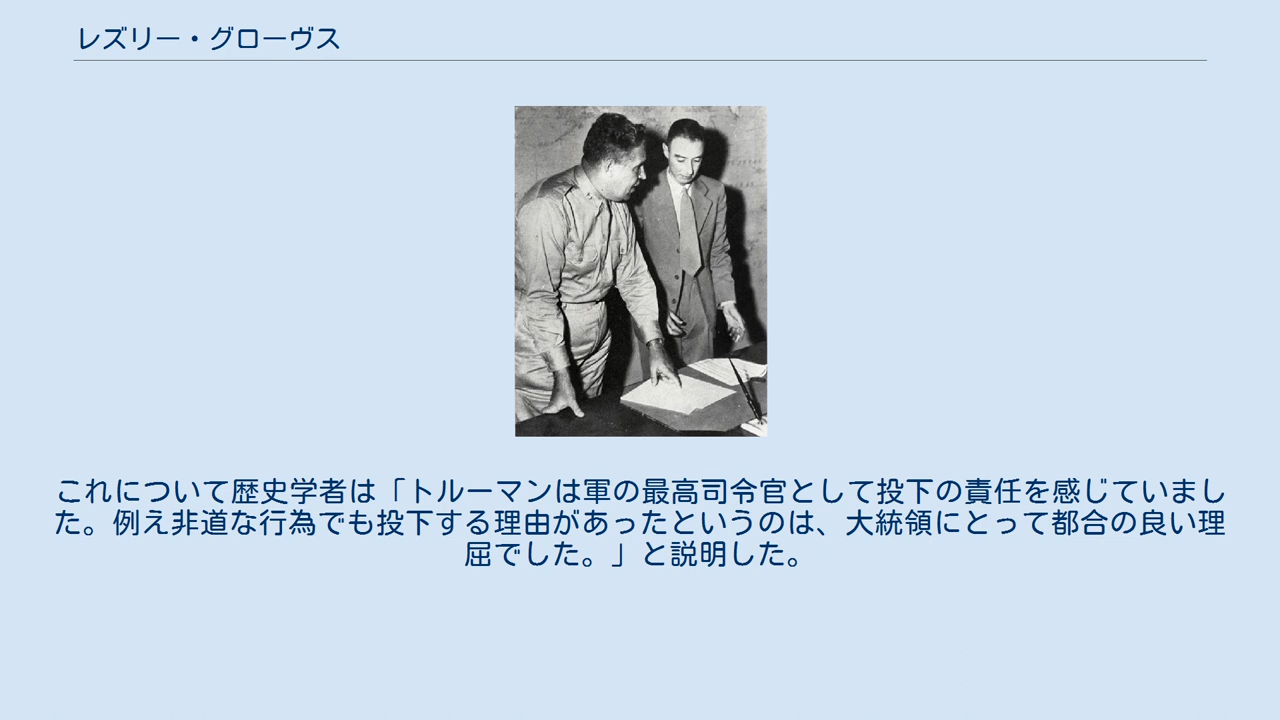 レズリー・グローヴス
これについて歴史学者は「トルーマンは軍の最高司令官として投下の責任を感じていまし
た。例え非道な行為でも投下する理由があったというのは、大統領にとって都合の良い理
屈でした。」と説明した。